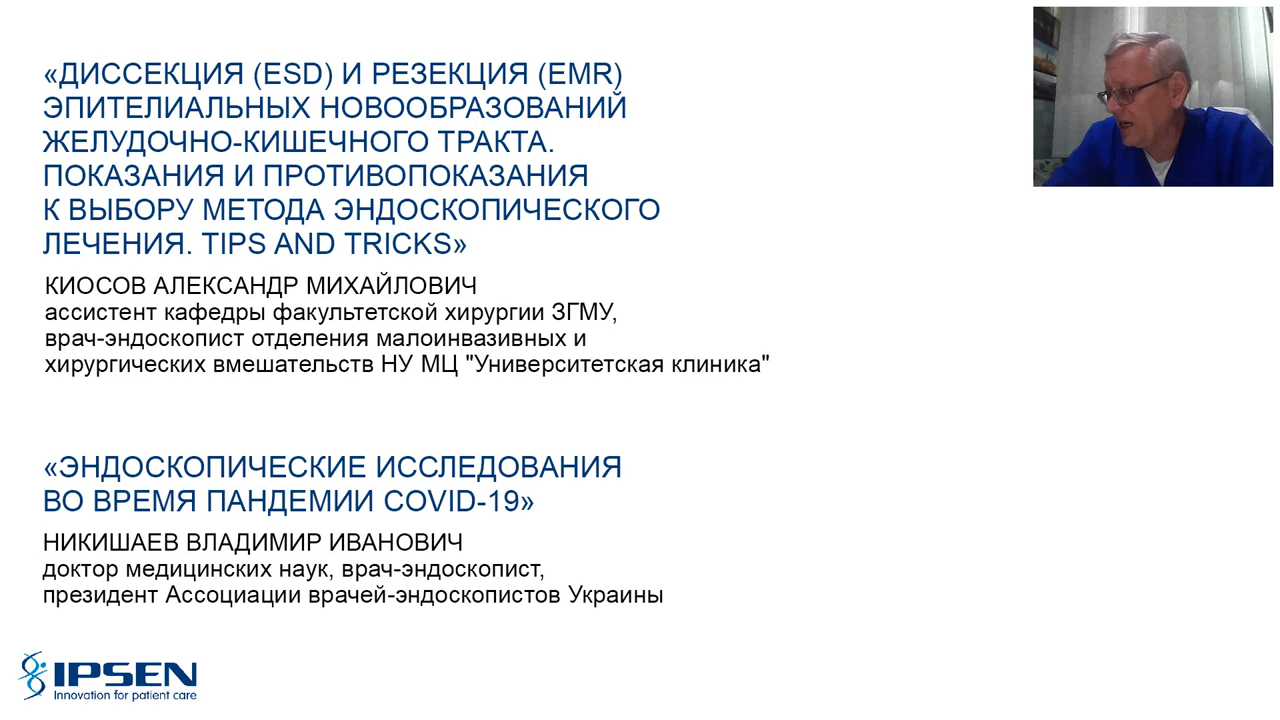 «ДИССЕКЦИЯ (ESD) И РЕЗЕКЦИЯ (EMR)
ЭПИТЕЛИАЛЬНЫХ НОВООБРАЗОВАНИЙ
ЖЕЛУДОЧНО-КИШЕЧНОГО ТРАКТА.
ПОКАЗАНИЯ И ПРОТИВОПОКАЗАНИЯ
К ВЫБОРУ МЕТОДА ЭНДОСКОПИЧЕСКОГО
ЛЕЧЕНИЯ. TIPS AND TRICKS»
КИОСОВ АЛЕКСАНДР МИХАЙЛОВИЧ
ассистент кафедры факультетской хирургии ЗГМУ,
врач-эндоскопист отделения малоинвазивных и
хирургических вмешательств НУ МЦ "Университетская клиника"
«ЭНДОСКОПИЧЕСКИЕ ИССЛЕДОВАНИЯ
ВО ВРЕМЯ ПАНДЕМИИ COVID-19»
НИКИШАЕВ ВЛАДИМИР ИВАНОВИЧ
доктор медицинских наук, врач-эндоскопист,
президент Ассоциации врачей-эндоскопистов Украины
IPSEN
Innovation for patient care